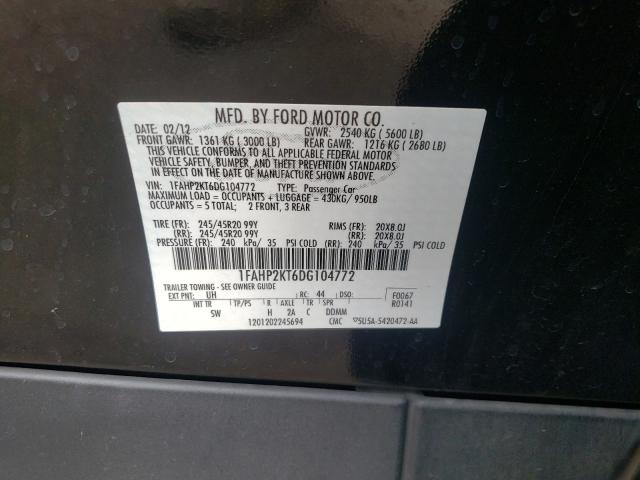 MFD. BY FORD MOTOR CO.
DATE: 02/12 GVWR: 2540 KG ( 5600 LB)
FRONT GAWR: 1361 KG ( 3000 LB) REAR GAWR: 1216 KG ( 2680 LB)
THIS VEHICLE CONFORMS TO ALL APPLICABLE FEDERAL MOTOR
VEHICLE SAFETY, BUMPER, AND THEFT PREVENTION STANDARDS
IN EFFECT ON THE DATE OF MANUFACTURE SHOWN ABOVE.
VIN: 1FAHP2KT6DG104772 TYPE: Passenger Car
MAXIMUM LOAD = OCCUPANTS + LUGGAGE = 430KG/ 950LB
OCCUPANTS = 5 TOTAL; 2 FRONT, 3 REAR
TIRE (FR): 245/45R20 99Y RIMS (FR): 20X8.0J
(RR): 245/45R20 99Y (RR): 20X8.0J
PRESSURE (FR): 240 kPa/ 35 PSI COLD (RR): 240 kPa/ 35 PSI COLD
1FAHP2KT6DG104772
TRAILER TOWING - SEE OWNER GUIDE
EXT PNT: UH RC: 44 DSO: F0067
INT TR TP/PS R AXLE TR SPR R0141
SW H 2A C DDMM
1201202245694 CMC 5U5A-5420472-AA